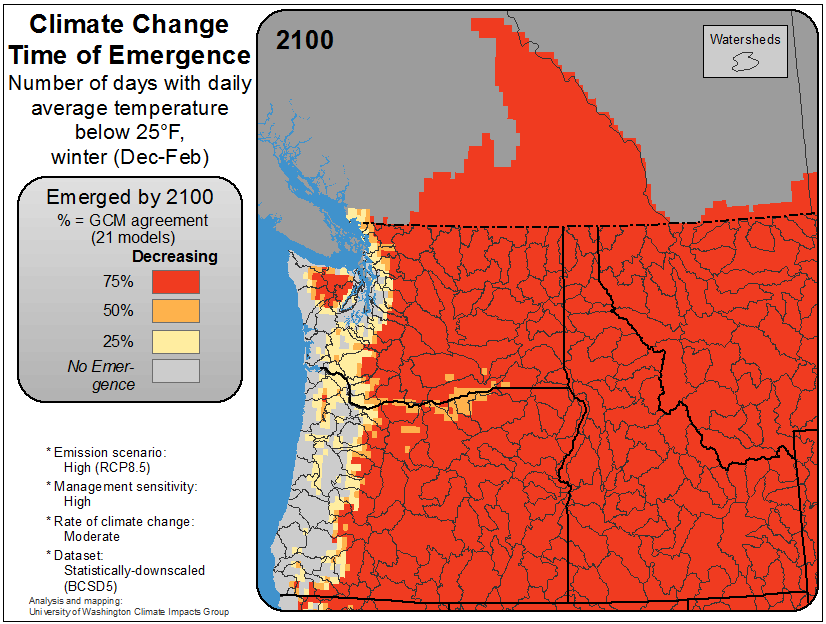 Climate Change
Time of Emergence
Number of days with daily
average temperature
below 25°F,
winter (Dec-Feb)
Emerged by 2100
% = GCM agreement
(21 models)
Decreasing
75%
50%
25%
No Emer-
gence
* Emission scenario:
High (RCP8.5)
* Management sensitivity:
High
* Rate of climate change:
Moderate
* Dataset:
Statistically-downscaled
(BCSD5)
Analysis and mapping:
University of Washington Climate Impacts Group
2100
Watersheds